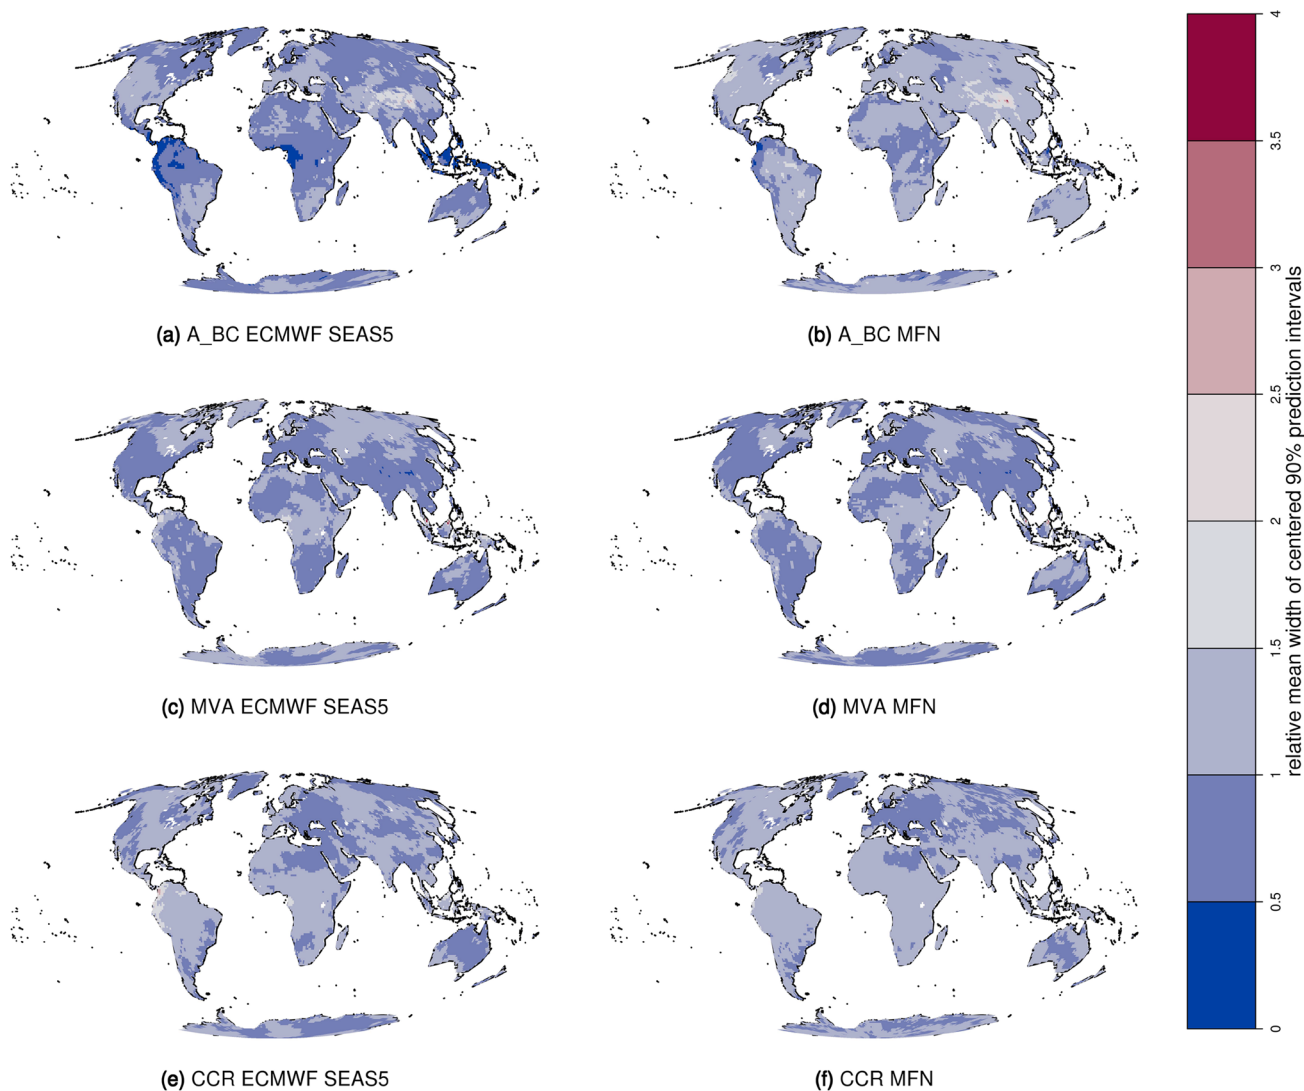 (a) A_BC ECMWF SEAS5
(b) A_BC MFN
(c) MVA ECMWF SEAS5
(d) MVA MFN
(e) CCR ECMWF SEAS5
(f) CCR MFN
4
3.5
3
2.5
2
1.5
1
0.5
0
relative mean width of centered 90% prediction intervals